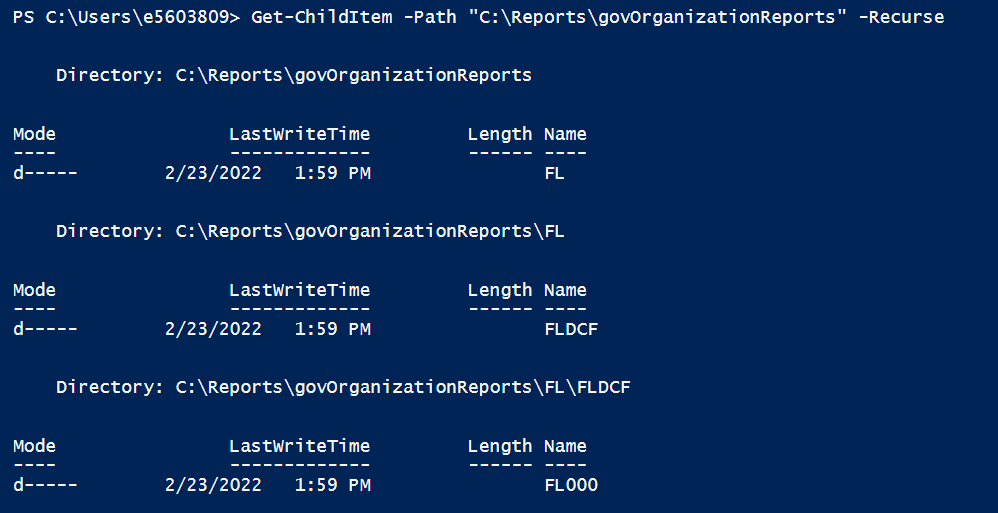 PS C:\Users\e5603809> Get-ChildItem -Path "C:\Reports\govOrganizationReports" -Recurse
Directory: C:\Reports\govOrganizationReports
Mode LastWriteTime Length Name
---- ------------- ------ ----
d----- 2/23/2022 1:59 PM FL
Directory: C:\Reports\govOrganizationReports\FL
Mode LastWriteTime Length Name
---- ------------- ------ ----
d----- 2/23/2022 1:59 PM FLDCF
Directory: C:\Reports\govOrganizationReports\FL\FLDCF
Mode LastWriteTime Length Name
---- ------------- ------ ----
d----- 2/23/2022 1:59 PM FL000